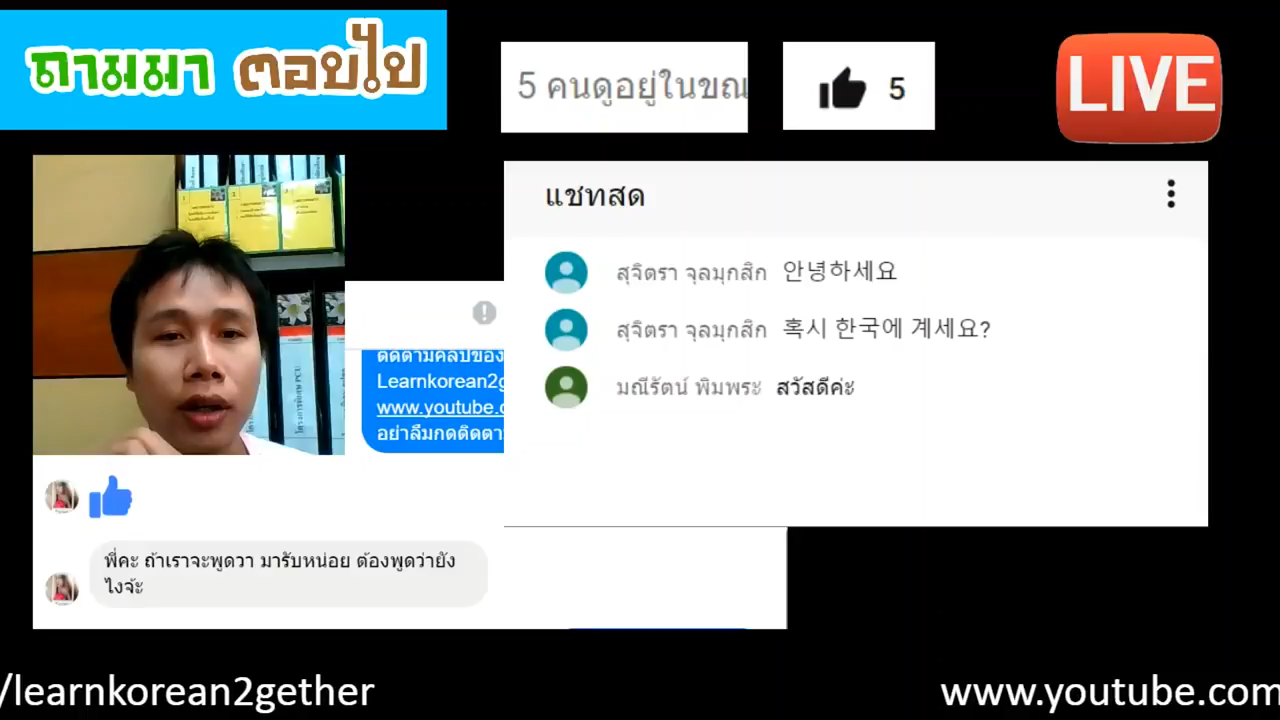 ถามมา ตอบไป
5 คนดูอยู่ในขณ
5
LIVE
แชทสด
สุจิตรา จุลมุกสิก 안녕하세요
สุจิตรา จุลมุกสิก 혹시 한국에 계세요?
มณีรัตน์ พิมพระ สวัสดีค่ะ
ติดตามคลิปของ
Learnkorean2g
www.youtube.c
อย่าลืมกดติดตา
พี่คะ ถ้าเราจะพูดวา มารับหน่อย ต้องพูดว่ายัง
ไงจ้ะ
/learnkorean2gether
www.youtube.com